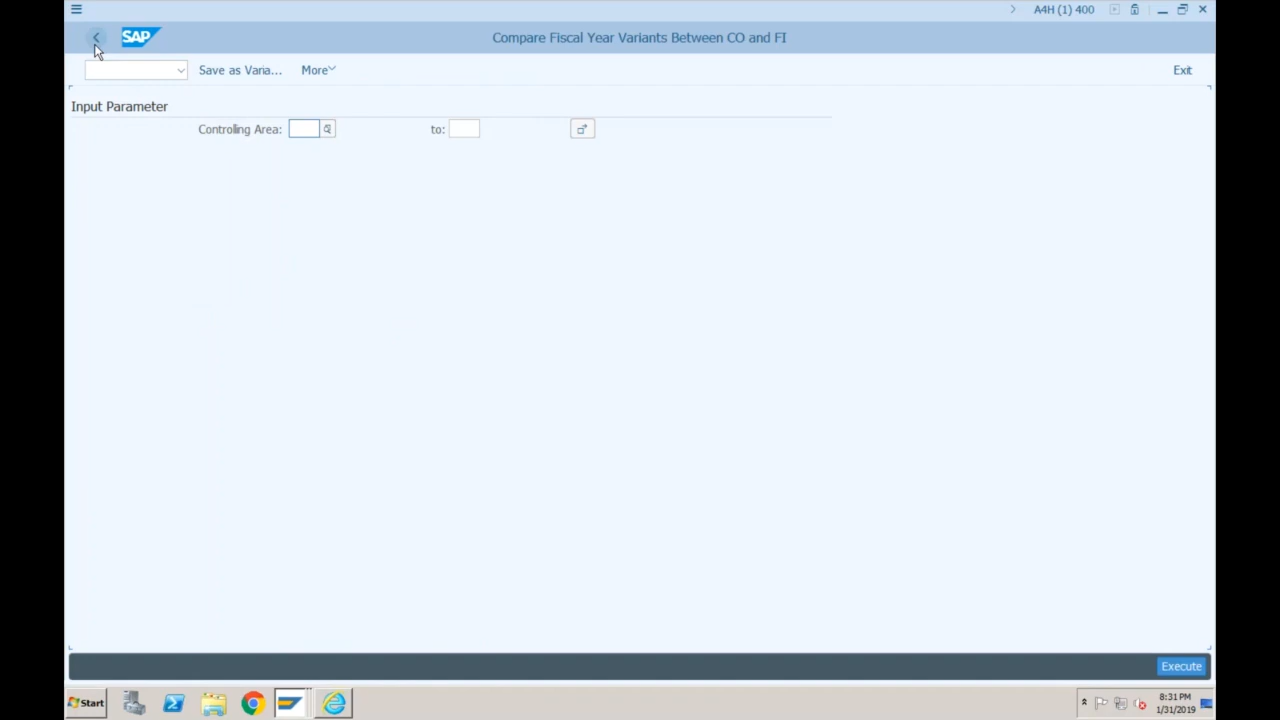 A4H (1) 400
SAP
Compare Fiscal Year Variants Between CO and FI
Save as Varia... More Exit
Input Parameter
Controlling Area: to:
Execute
Start
8:31 PM
1/31/2019